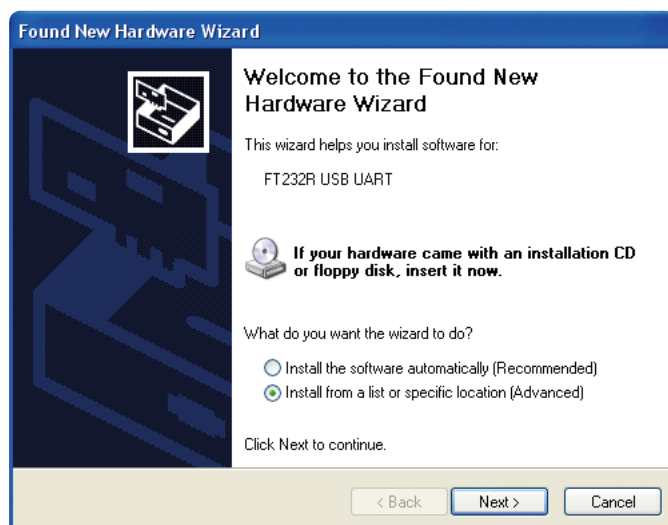 Found New Hardware Wizard
Welcome to the Found New
Hardware Wizard
This wizard helps you install software for:
FT232R USB UART
If your hardware came with an installation CD
or floppy disk, insert it now.
What do you want the wizard to do?
Install the software automatically (Recommended)
Install from a list or specific location (Advanced)
Click Next to continue.
< Back
Next >
Cancel